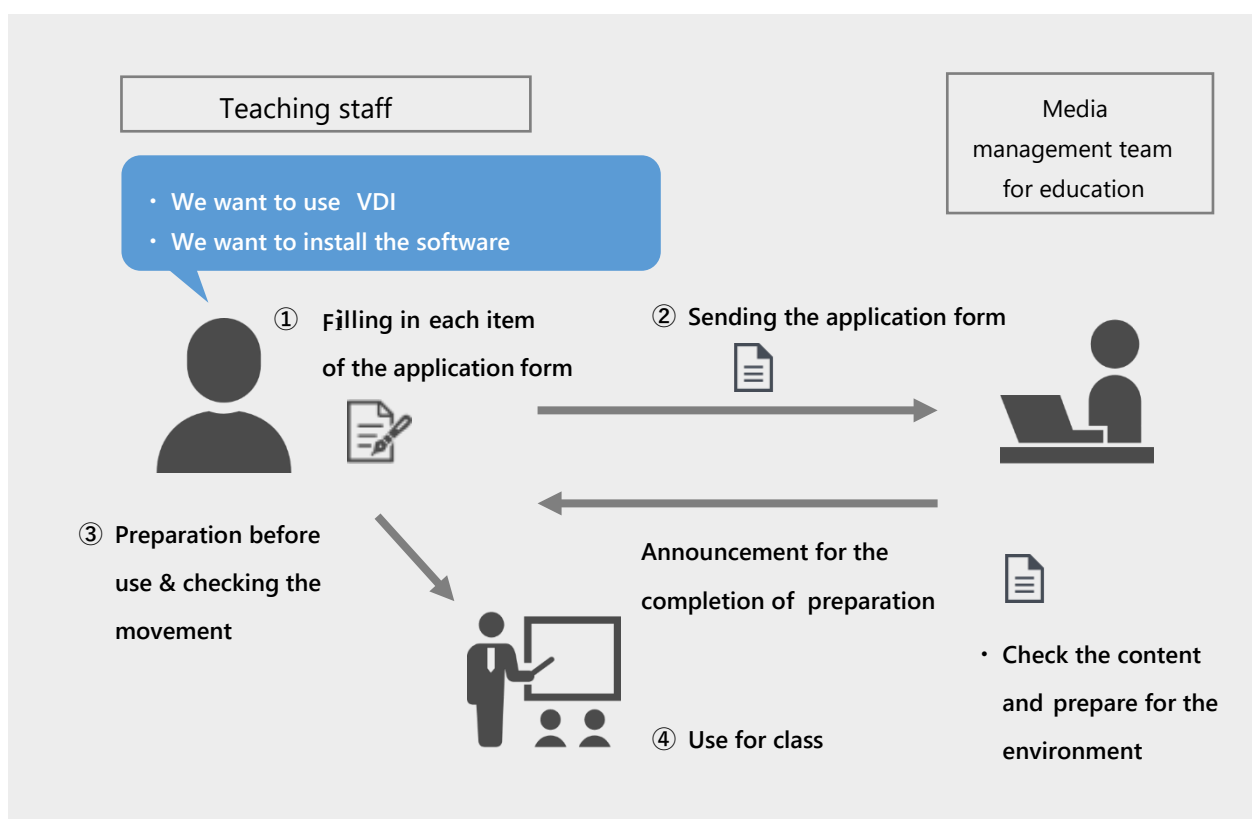 Teaching staff
Media
management team
for education
・ We want to use VDI
・ We want to install the software
① Filling in each item
of the application form
② Sending the application form
③ Preparation before
use & checking the
movement
Announcement for the
completion of preparation
・ Check the content
and prepare for the
environment
④ Use for class